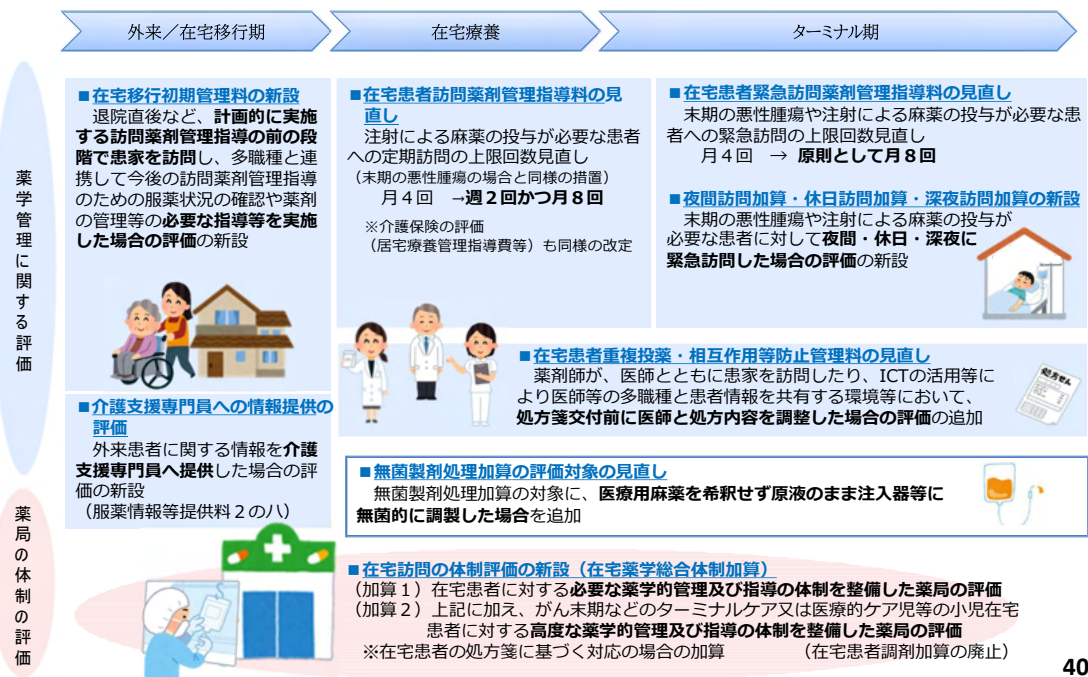 外来／在宅移行期
在宅療養
ターミナル期
薬学管理に関する評価
■在宅移行初期管理料の新設
退院直後など、計画的に実施
する訪問薬剤管理指導の前の段
階で患家を訪問し、多職種と連
携して今後の訪問薬剤管理指導
のための服薬状況の確認や薬剤
の管理等の必要な指導等を実施
した場合の評価の新設
■介護支援専門員への情報提供の
評価
外来患者に関する情報を介護
支援専門員へ提供した場合の評
価の新設
（服薬情報等提供料２のハ）
■在宅患者訪問薬剤管理指導料の見
直し
注射による麻薬の投与が必要な患者
への定期訪問の上限回数見直し
（末期の悪性腫瘍の場合と同様の措置）
月４回　→週２回かつ月８回
※介護保険の評価
（居宅療養管理指導費等）も同様の改定
■在宅患者緊急訪問薬剤管理指導料の見直し
末期の悪性腫瘍や注射による麻薬の投与が必要な患
者への緊急訪問の上限回数見直し
月４回　→ 原則として月８回
■夜間訪問加算・休日訪問加算・深夜訪問加算の新設
末期の悪性腫瘍や注射による麻薬の投与が
必要な患者に対して夜間・休日・深夜に
緊急訪問した場合の評価の新設
■在宅患者重複投薬・相互作用等防止管理料の見直し
薬剤師が、医師とともに患家を訪問したり、ICTの活用等に
より医師等の多職種と患者情報を共有する環境等において、
処方箋交付前に医師と処方内容を調整した場合の評価の追加
処方せん
■無菌製剤処理加算の評価対象の見直し
無菌製剤処理加算の対象に、医療用麻薬を希釈せず原液のまま注入器等に
無菌的に調製した場合を追加
薬局の体制の評価
■在宅訪問の体制評価の新設（在宅薬学総合体制加算）
（加算１）在宅患者に対する必要な薬学的管理及び指導の体制を整備した薬局の評価
（加算２）上記に加え、がん末期などのターミナルケア又は医療的ケア児等の小児在宅
患者に対する高度な薬学的管理及び指導の体制を整備した薬局の評価
※在宅患者の処方箋に基づく対応の場合の加算　（在宅患者調剤加算の廃止）
40